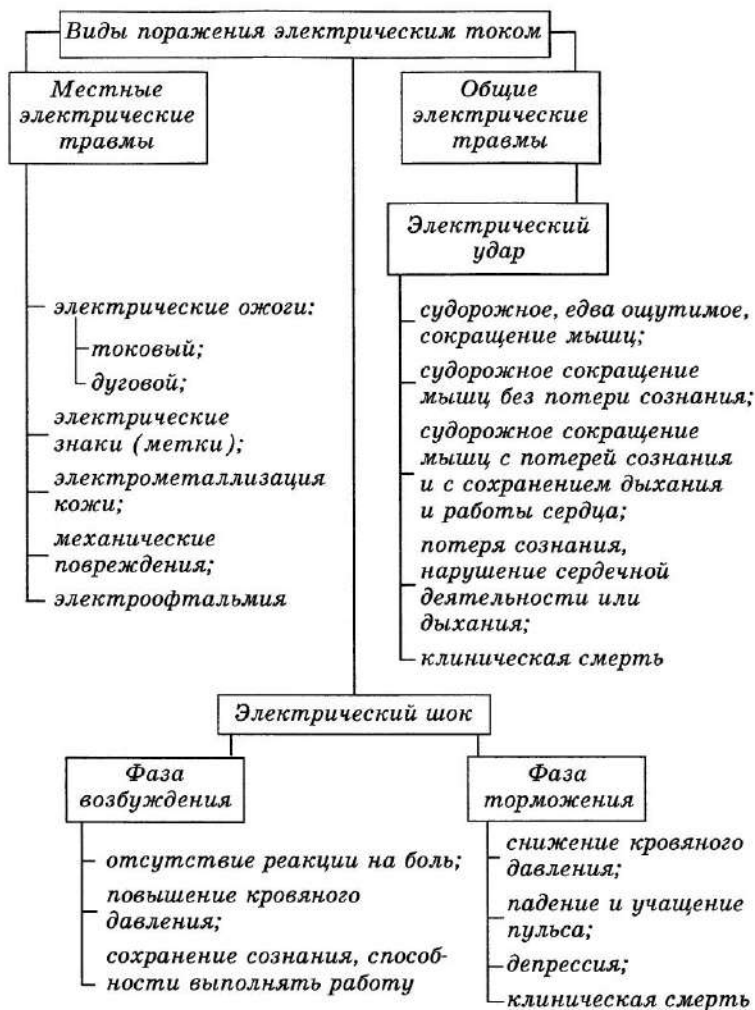 Виды поражения электрическим током
Местные
электрические
травмы
Общие
электрические
травмы
Электрический
удар
электрические ожоги:
токовый;
дуговой;
электрические
знаки (метки);
электрометаллизация
кожи;
механические
повреждения;
электроофтальмия
судорожное, едва ощутимое,
сокращение мышц;
судорожное сокращение
мышц без потери сознания;
судорожное сокращение
мышц с потерей сознания
и с сохранением дыхания
и работы сердца;
потеря сознания,
нарушение сердечной
деятельности или
дыхания;
клиническая смерть
Электрический шок
Фаза
возбуждения
отсутствие реакции на боль;
повышение кровяного
давления;
сохранение сознания, способ-
ности выполнять работу
Фаза
торможения
снижение кровяного
давления;
падение и учащение
пульса;
депрессия;
клиническая смерть